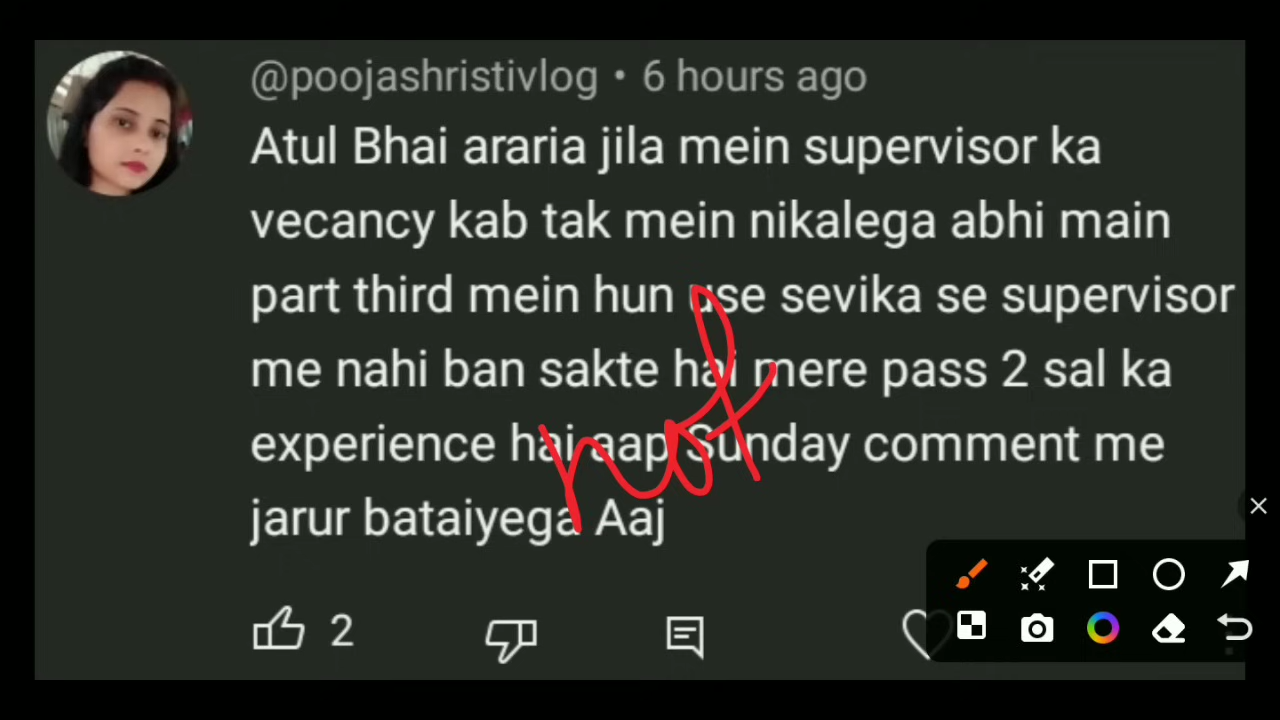 @poojashristivlog • 6 hours ago
Atul Bhai araria jila mein supervisor ka
vecancy kab tak mein nikalega abhi main
part third mein hun use sevika se supervisor
me nahi ban sakte hai mere pass 2 sal ka
experience hai aap Sunday comment me
jarur bataiyega Aaj
not
2